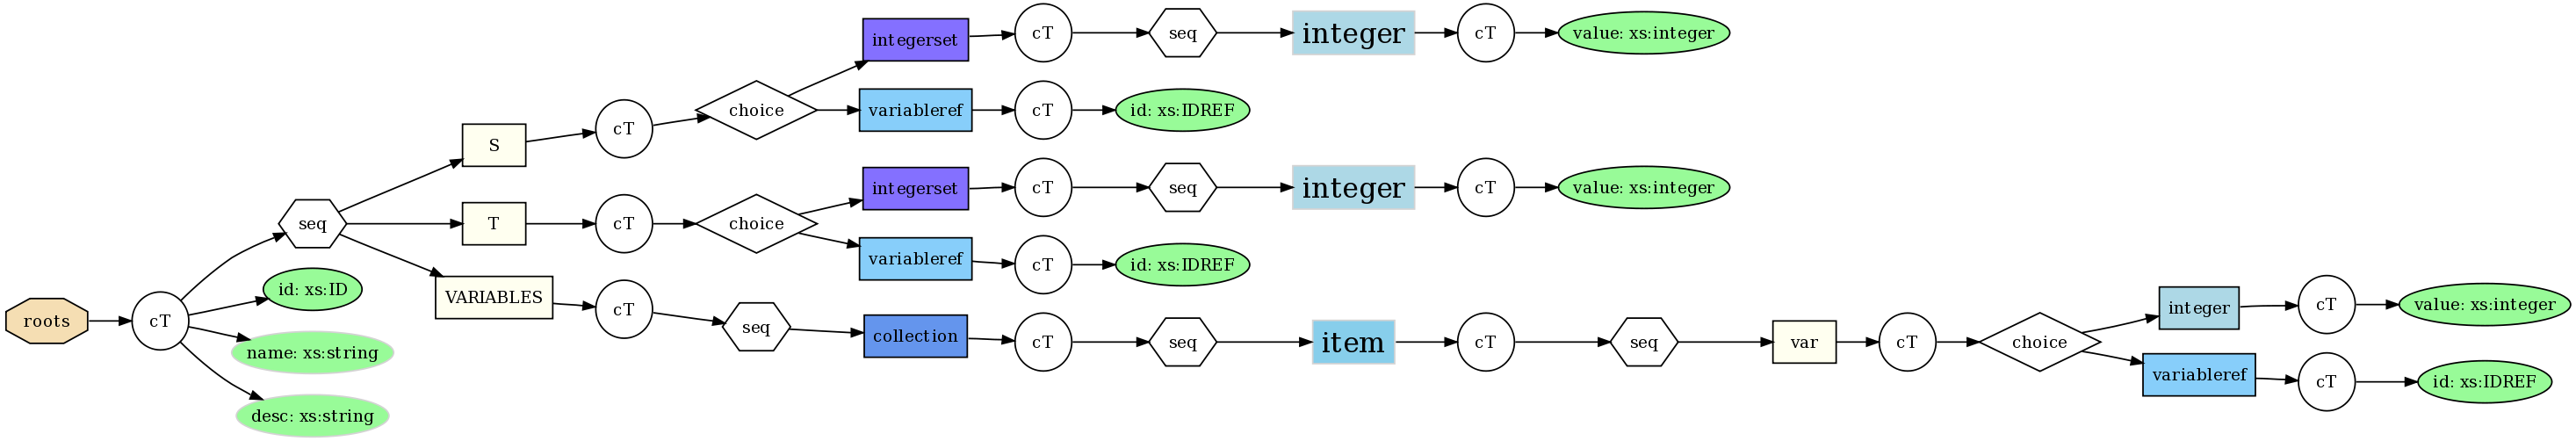 roots
cT
seq
id: xs:ID
name: xs:string
desc: xs:string
S
cT
choice
integerset
cT
seq
integer
cT
value: xs:integer
variableref
cT
id: xs:IDREF
T
cT
choice
integerset
cT
seq
integer
cT
value: xs:integer
variableref
cT
id: xs:IDREF
VARIABLES
cT
seq
collection
cT
seq
item
cT
seq
var
cT
choice
integer
cT
value: xs:integer
variableref
cT
id: xs:IDREF